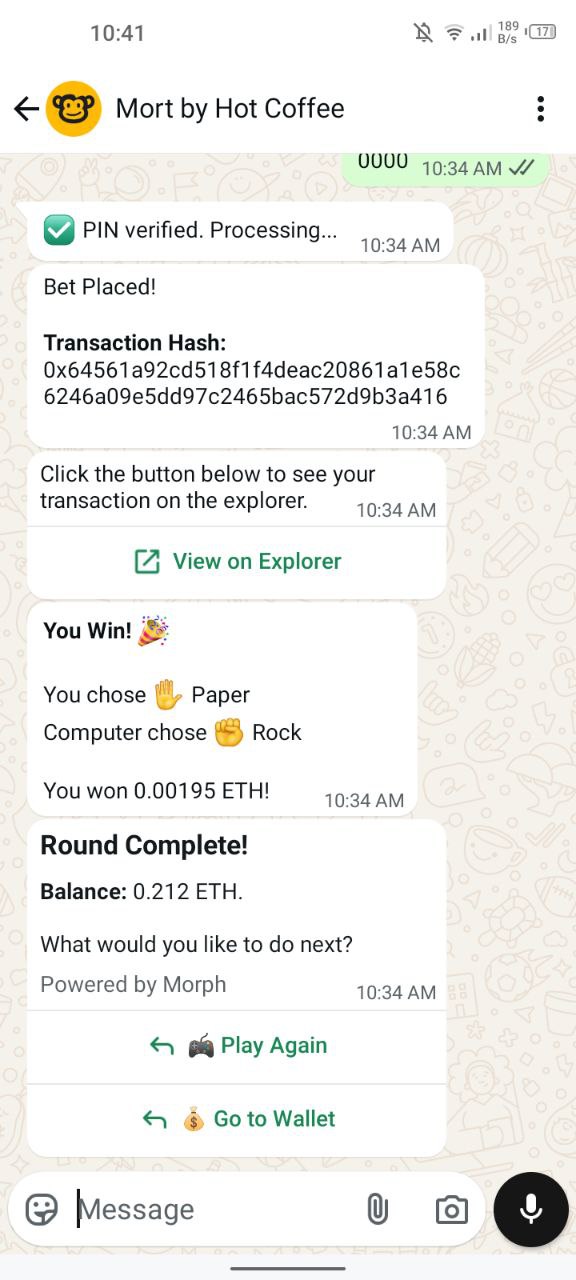 10:41
189
B/s
17
Mort by Hot Coffee
0000 10:34 AM
PIN verified. Processing...
10:34 AM
Bet Placed!
Transaction Hash:
0x64561a92cd518f1f4deac20861a1e58c
6246a09e5dd97c2465bac572d9b3a416
10:34 AM
Click the button below to see your
transaction on the explorer.
10:34 AM
View on Explorer
You Win!
You chose ✋ Paper
Computer chose ✊ Rock
You won 0.00195 ETH!
10:34 AM
Round Complete!
Balance: 0.212 ETH.
What would you like to do next?
Powered by Morph
10:34 AM
Play Again
Go to Wallet
Message